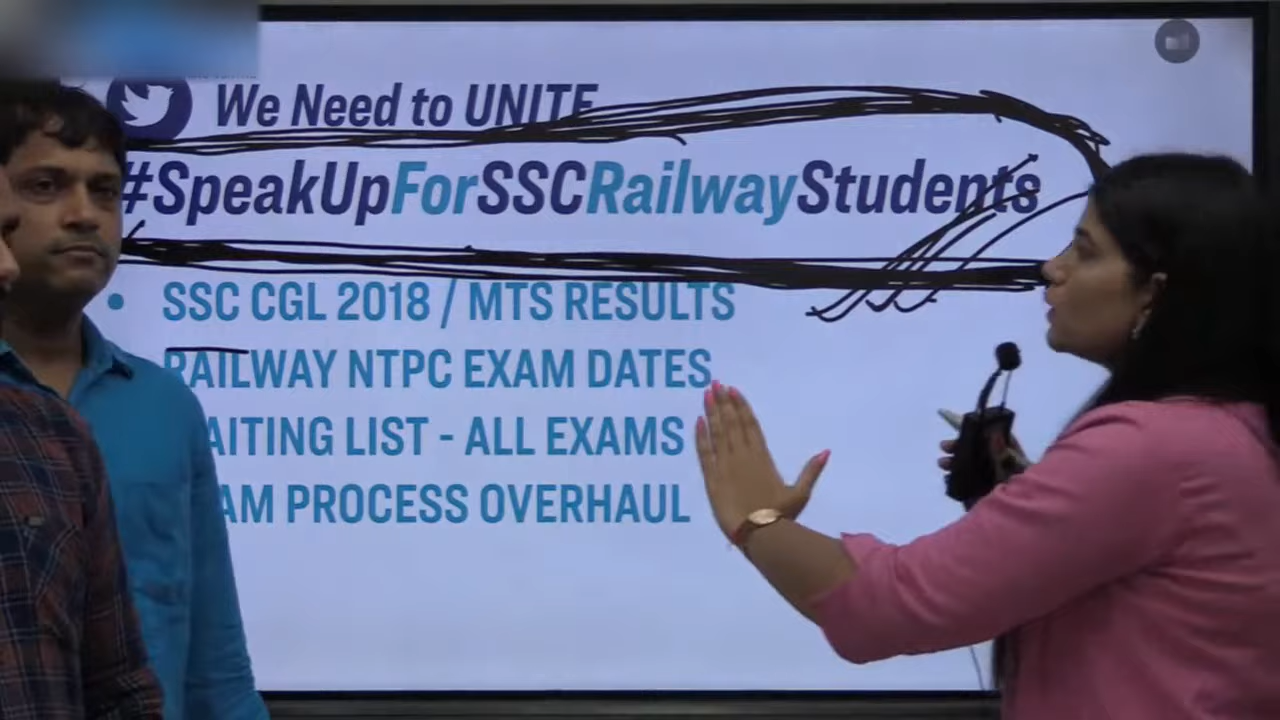 We Need to UNITE
#SpeakUpForSSCRailwayStudents
• SSC CGL 2018 / MTS RESULTS
RAILWAY NTPC EXAM DATES
AITING LIST - ALL EXAMS
AM PROCESS OVERHAUL